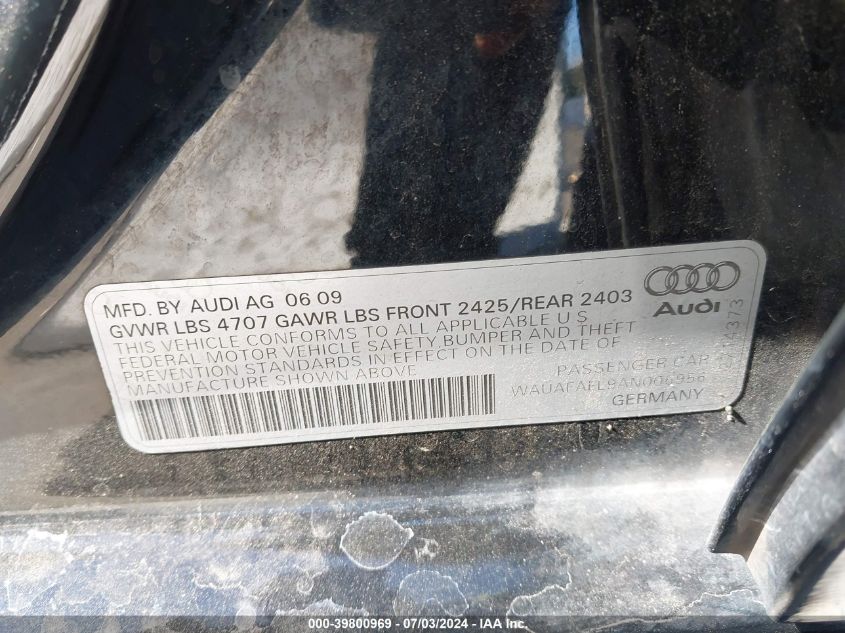 MFD. BY AUDI AG 06 09
GVWR LBS 4707 GAWR LBS FRONT 2425/REAR 2403
THIS VEHICLE CONFORMS TO ALL APPLICABLE U S
FEDERAL MOTOR VEHICLE SAFETY, BUMPER AND THEFT
PREVENTION STANDARDS IN EFFECT ON THE DATE OF
MANUFACTURE SHOWN ABOVE
PASSENGER CAR
WAUAFAFL9AN006956
GERMANY
Audi
000-39800969 - 07/03/2024 - IAA Inc.